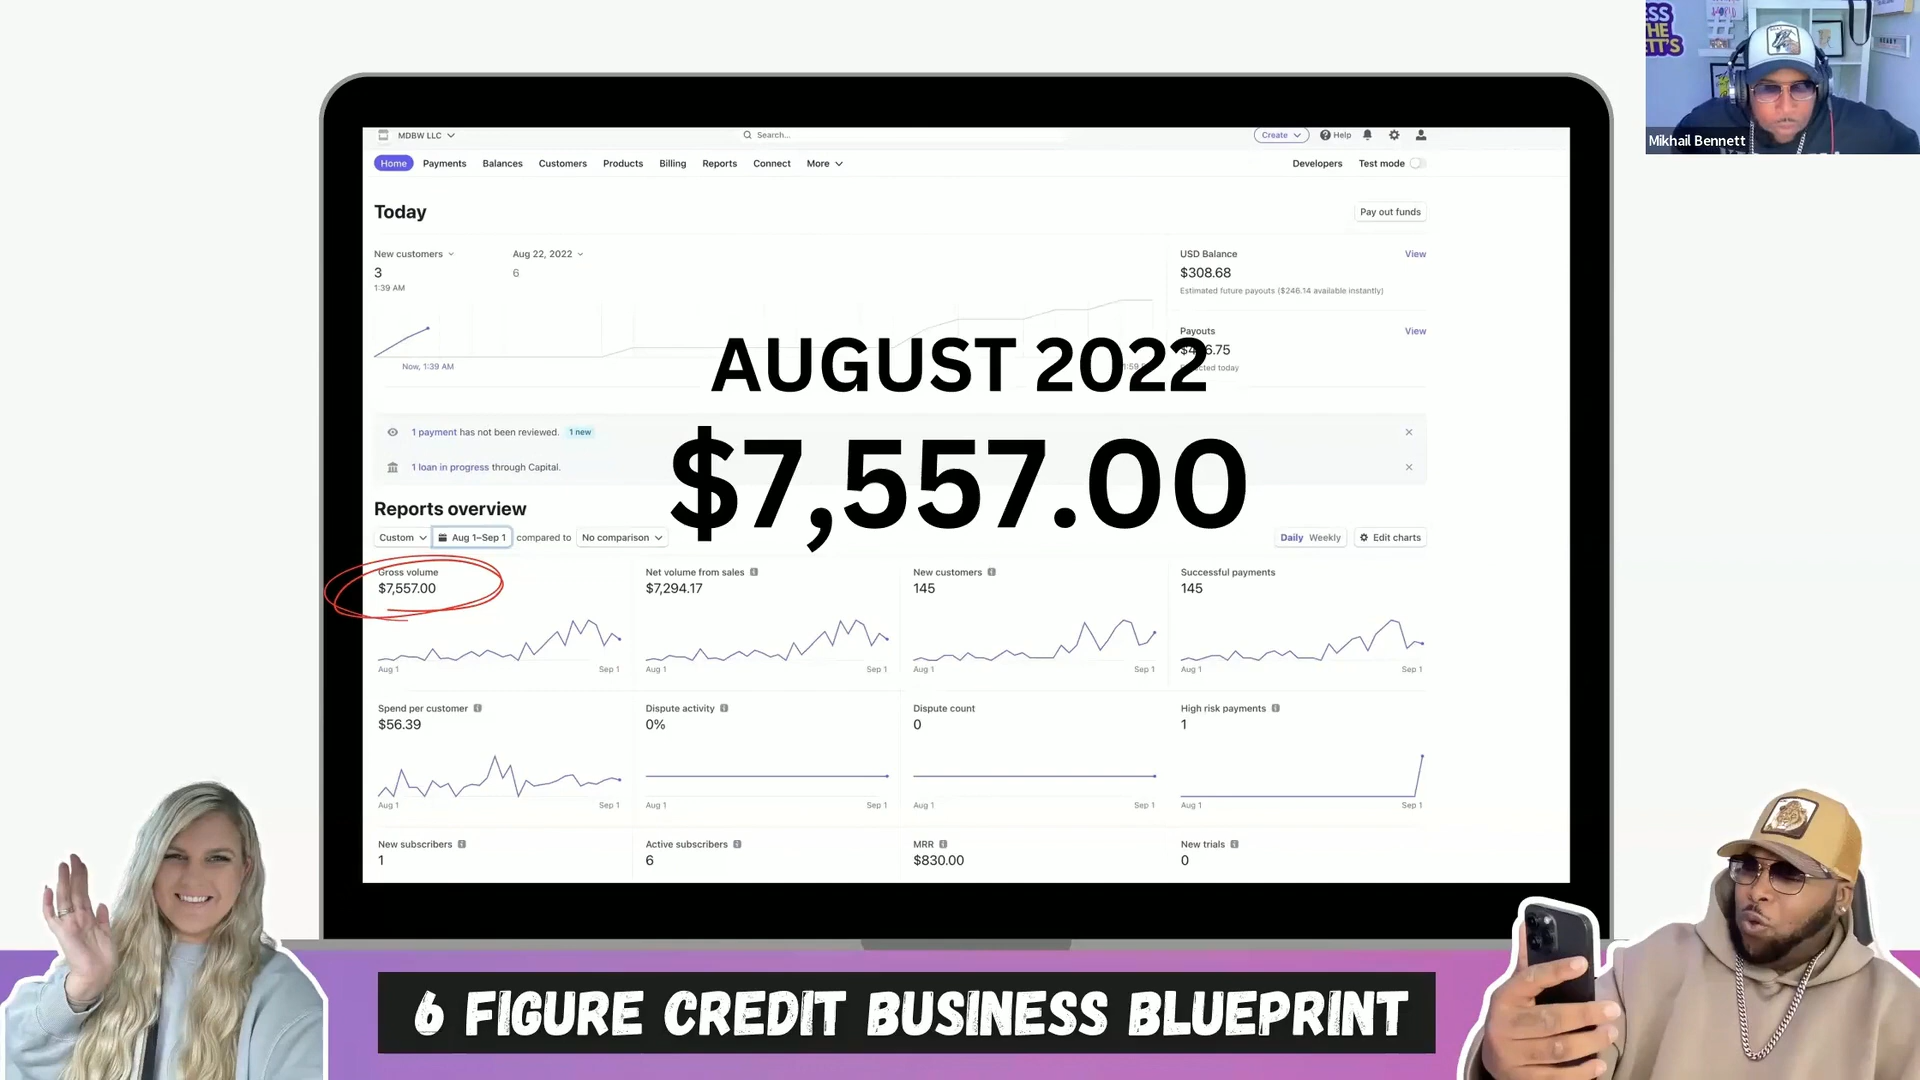 MDBW LLC
Search...
Create
Help
Home
Payments
Balances
Customers
Products
Billing
Reports
Connect
More
Developers
Test mode
Mikhail Bennett
Today
Pay out funds
New customers
Aug 22, 2022
3
6
1:39 AM
Now, 1:39 AM
USD Balance
View
$308.68
Estimated future payouts ($246.14 available instantly)
Payouts
View
AUGUST 2022
$7,557.00
1 payment has not been reviewed. 1 new
1 loan in progress through Capital.
Reports overview
Custom
Aug 1–Sep 1
compared to
No comparison
Daily Weekly
Edit charts
Gross volume
$7,557.00
Net volume from sales
$7,294.17
New customers
145
Successful payments
145
Aug 1 Sep 1
Aug 1 Sep 1
Aug 1 Sep 1
Aug 1 Sep 1
Spend per customer
$56.39
Dispute activity
0%
Dispute count
0
High risk payments
1
Aug 1 Sep 1
Aug 1 Sep 1
Aug 1 Sep 1
Aug 1 Sep 1
New subscribers
1
Active subscribers
6
MRR
$830.00
New trials
0
6 FIGURE CREDIT BUSINESS BLUEPRINT